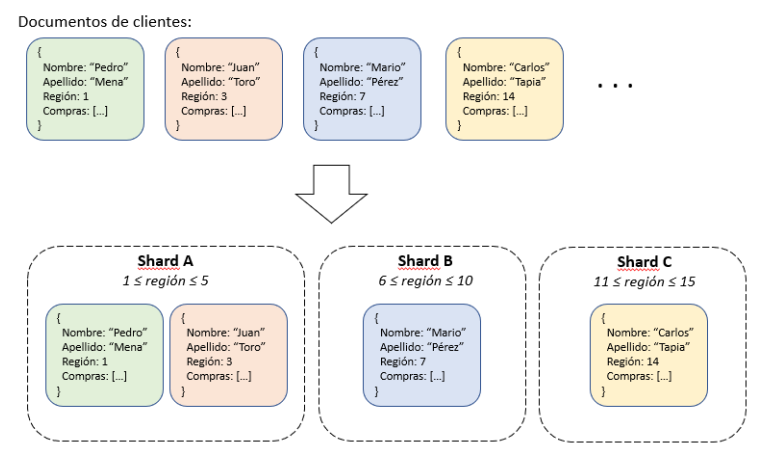 Documentos de clientes:
{
Nombre: “Pedro”
Apellido: “Mena”
Región: 1
Compras: […]
}
{
Nombre: “Juan”
Apellido: “Toro”
Región: 3
Compras: […]
}
{
Nombre: “Mario”
Apellido: “Pérez”
Región: 7
Compras: […]
}
{
Nombre: “Carlos”
Apellido: “Tapia”
Región: 14
Compras: […]
}
. . .
Shard A
1 ≤ región ≤ 5
{
Nombre: “Pedro”
Apellido: “Mena”
Región: 1
Compras: […]
}
{
Nombre: “Juan”
Apellido: “Toro”
Región: 3
Compras: […]
}
Shard B
6 ≤ región ≤ 10
{
Nombre: “Mario”
Apellido: “Pérez”
Región: 7
Compras: […]
}
Shard C
11 ≤ región ≤ 15
{
Nombre: “Carlos”
Apellido: “Tapia”
Región: 14
Compras: […]
}